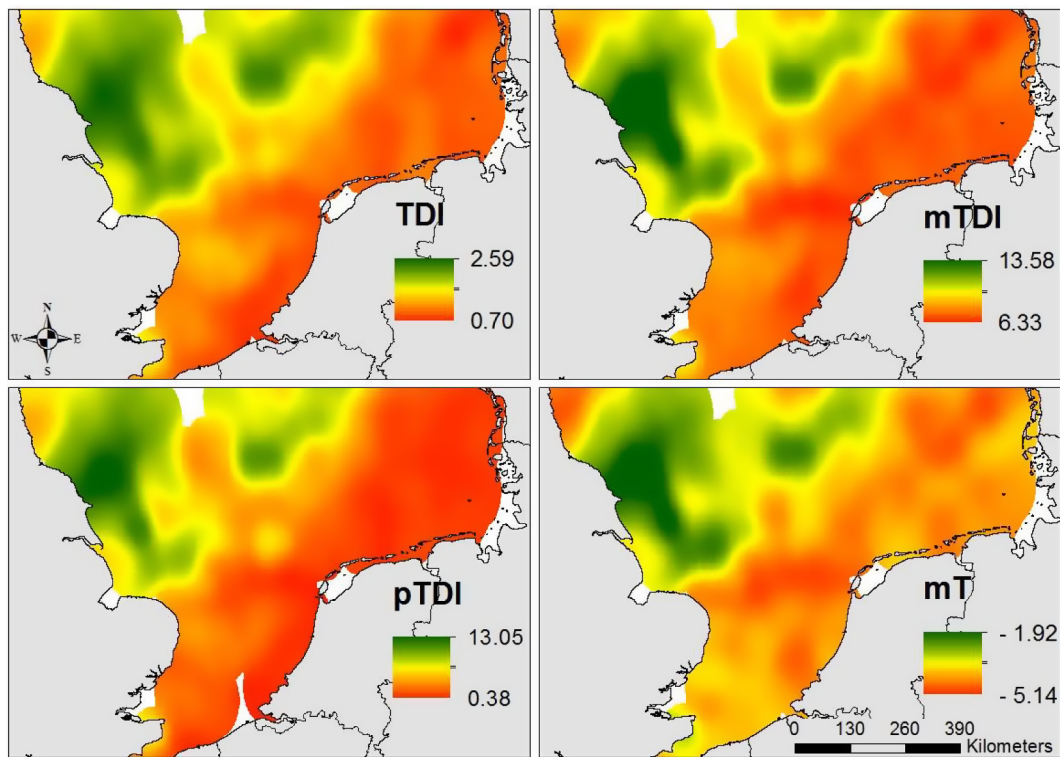 TDI
2.59
0.70
N
W E
S
mTDI
13.58
6.33
pTDI
13.05
0.38
mT
- 1.92
- 5.14
0 130 260 390
Kilometers